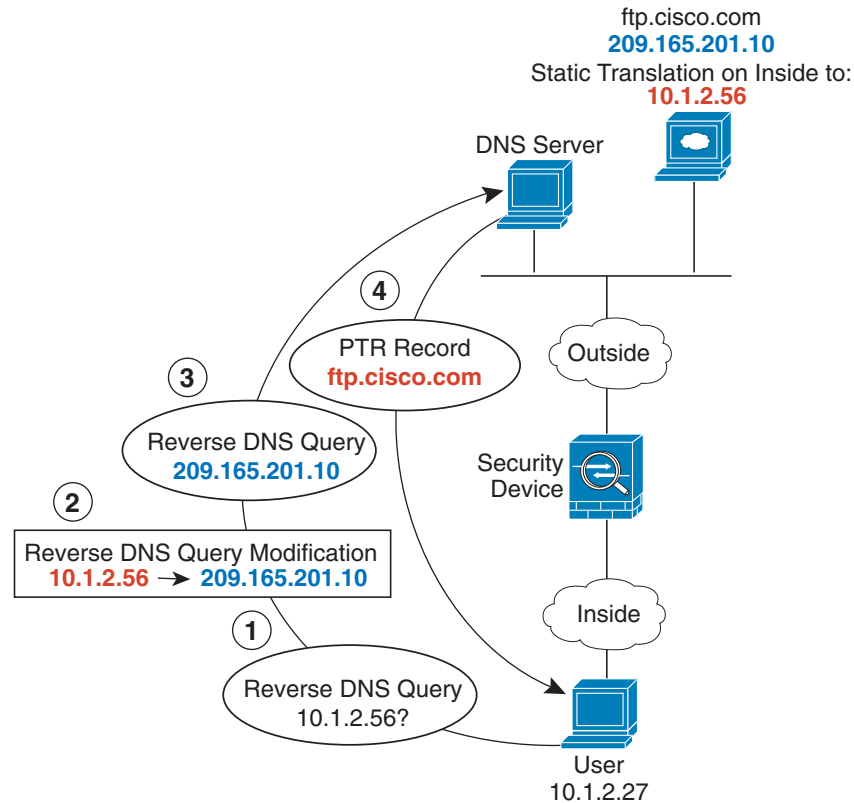 ftp.cisco.com
209.165.201.10
Static Translation on Inside to:
10.1.2.56
DNS Server
4
PTR Record
ftp.cisco.com
Outside
3
Reverse DNS Query
209.165.201.10
Security
Device
2
Reverse DNS Query Modification
10.1.2.56 → 209.165.201.10
1
Inside
Reverse DNS Query
10.1.2.56?
User
10.1.2.27